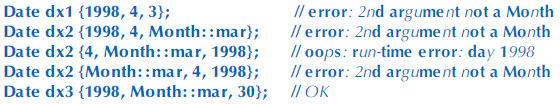 Date dx1 {1998, 4, 3}; // error: 2nd argument not a Month
Date dx2 {1998, 4, Month::mar}; // error: 2nd argument not a Month
Date dx2 {4, Month::mar, 1998}; // oops: run-time error: day 1998
Date dx2 {Month::mar, 4, 1998}; // error: 2nd argument not a Month
Date dx3 {1998, Month::mar, 30}; // OK